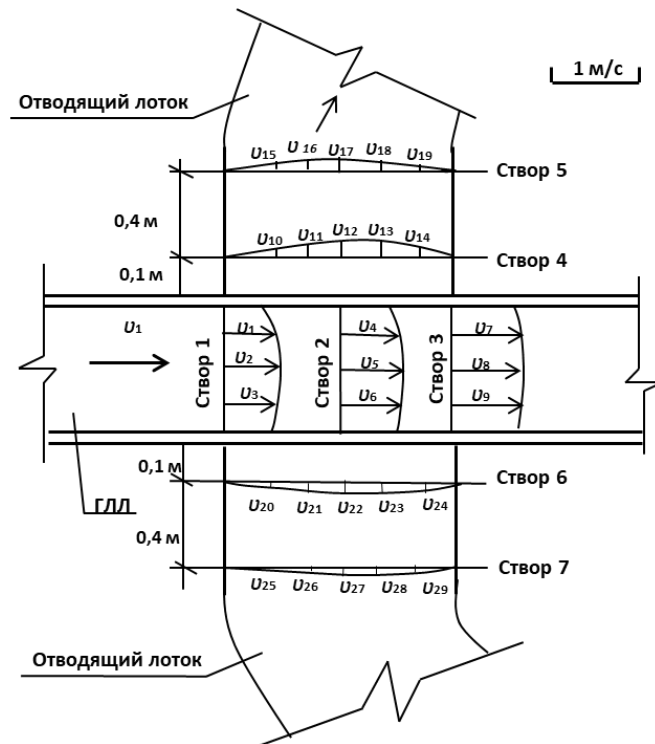 1 м/с
Отводящий лоток
υ15 υ16 υ17 υ18 υ19
Створ 5
0,4 м
υ10 υ11 υ12 υ13 υ14
Створ 4
0,1 м
υ1
Створ 1
υ1
υ2
υ3
Створ 2
υ4
υ5
υ6
Створ 3
υ7
υ8
υ9
0,1 м
Створ 6
υ20 υ21 υ22 υ23 υ24
ГЛЛ
0,4 м
Створ 7
υ25 υ26 υ27 υ28 υ29
Отводящий лоток